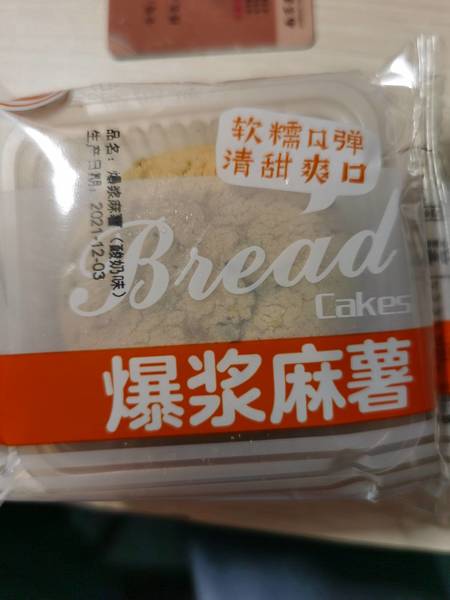 软糯Q弹
清甜爽口
品名：爆浆麻薯（酸奶味）
生产日期：2021-12-03
Bread
Cakes
爆浆麻薯